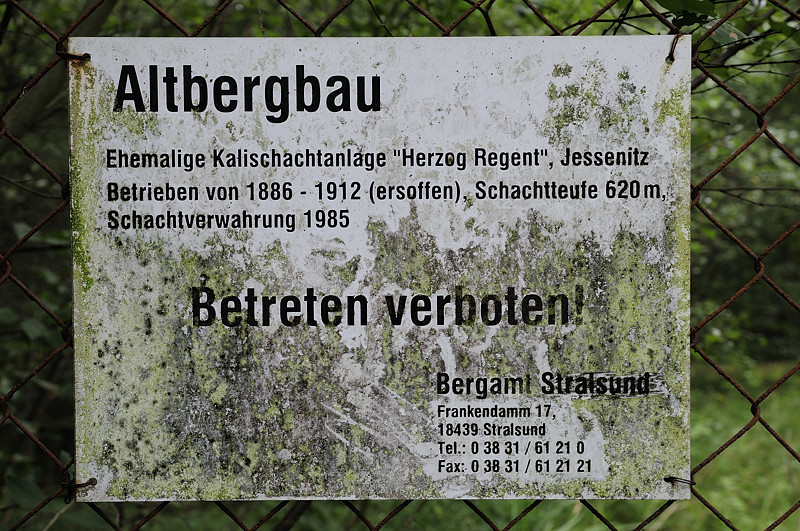 Altbergbau
Ehemalige Kalischachtanlage "Herzog Regent", Jessenitz
Betrieben von 1886 - 1912 (ersoffen), Schachtteufe 620 m,
Schachtverwahrung 1985
Betreten verboten!
Bergamt Stralsund
Frankendamm 17,
18439 Stralsund
Tel.: 0 38 31 / 61 21 0
Fax: 0 38 31 / 61 21 21